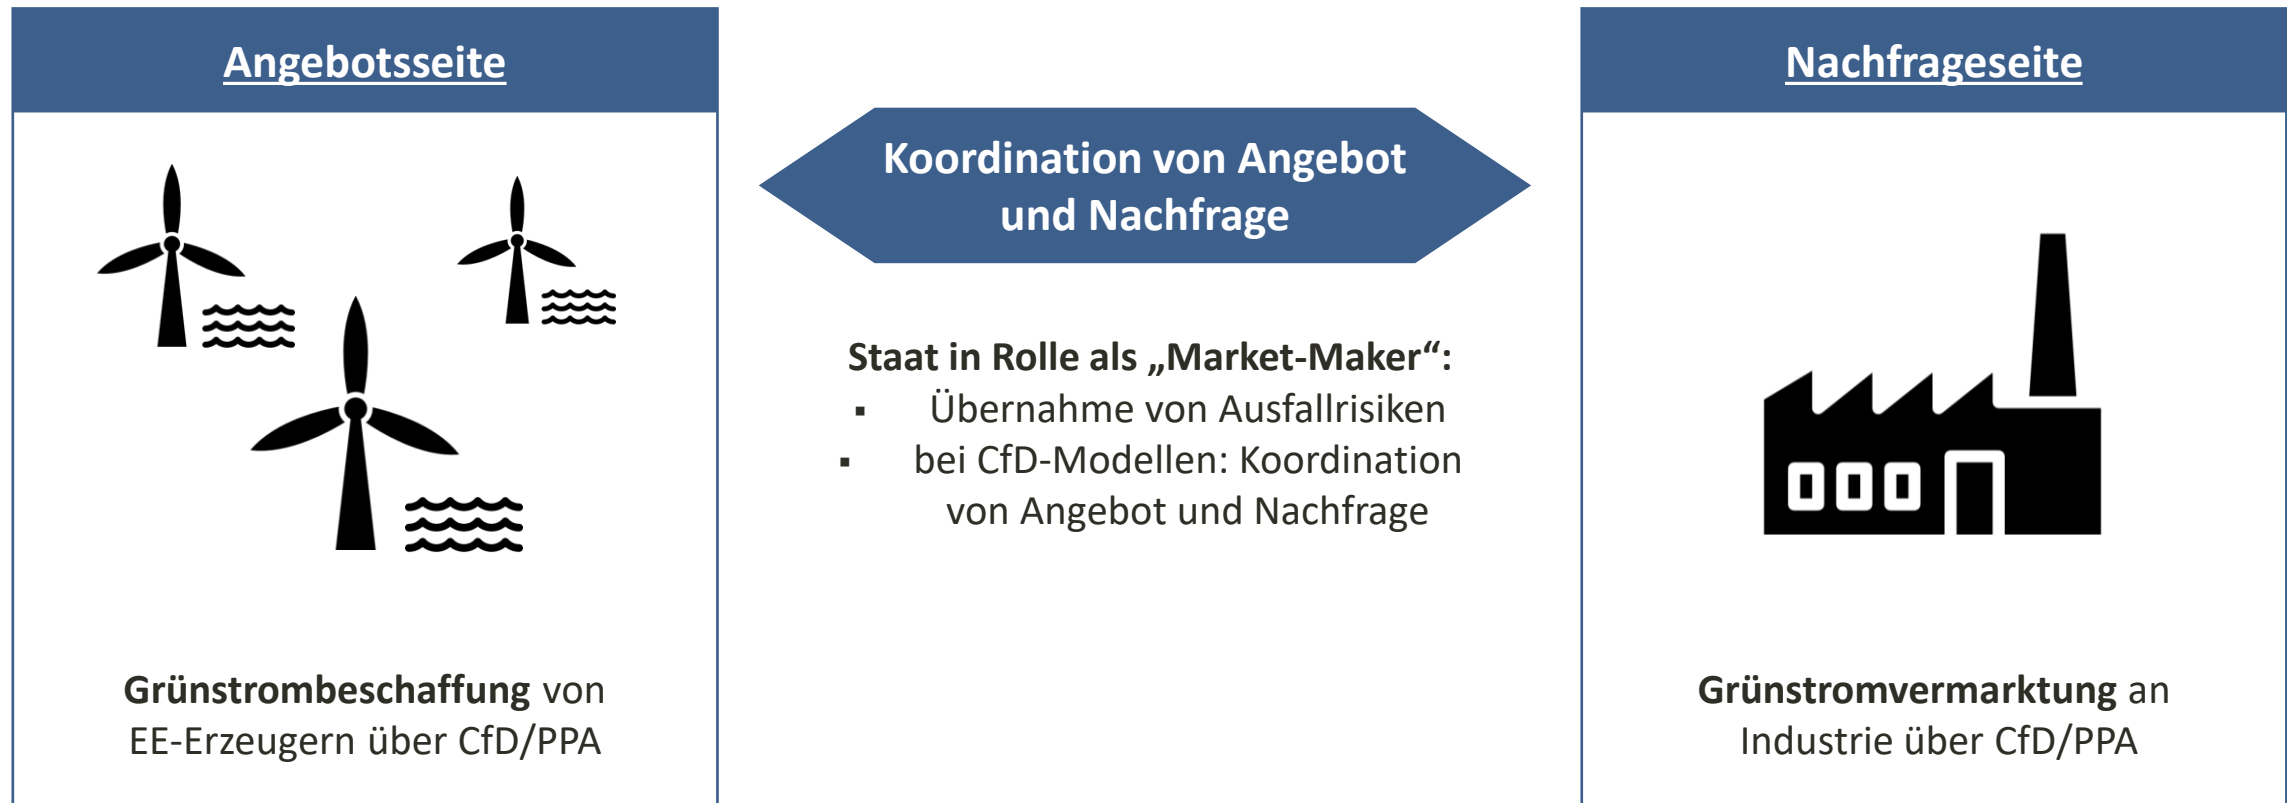 Angebotsseite
Grünstrombeschaffung von
EE-Erzeugern über CfD/PPA
Koordination von Angebot
und Nachfrage
Staat in Rolle als „Market-Maker“:
▪ Übernahme von Ausfallrisiken
▪ bei CfD-Modellen: Koordination
von Angebot und Nachfrage
Nachfrageseite
Grünstromvermarktung an
Industrie über CfD/PPA